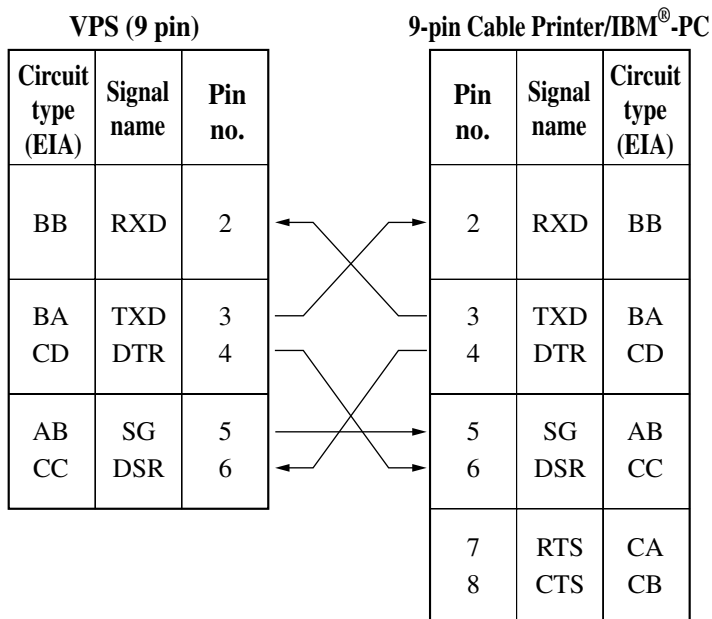 VPS (9 pin)
9-pin Cable Printer/IBM®-PC
Circuit type (EIA) Signal name Pin no.
Pin no. Signal name Circuit type (EIA)
BB RXD 2
2 RXD BB
BA TXD 3
3 TXD BA
CD DTR 4
4 DTR CD
AB SG 5
5 SG AB
CC DSR 6
6 DSR CC
7 RTS CA
8 CTS CB